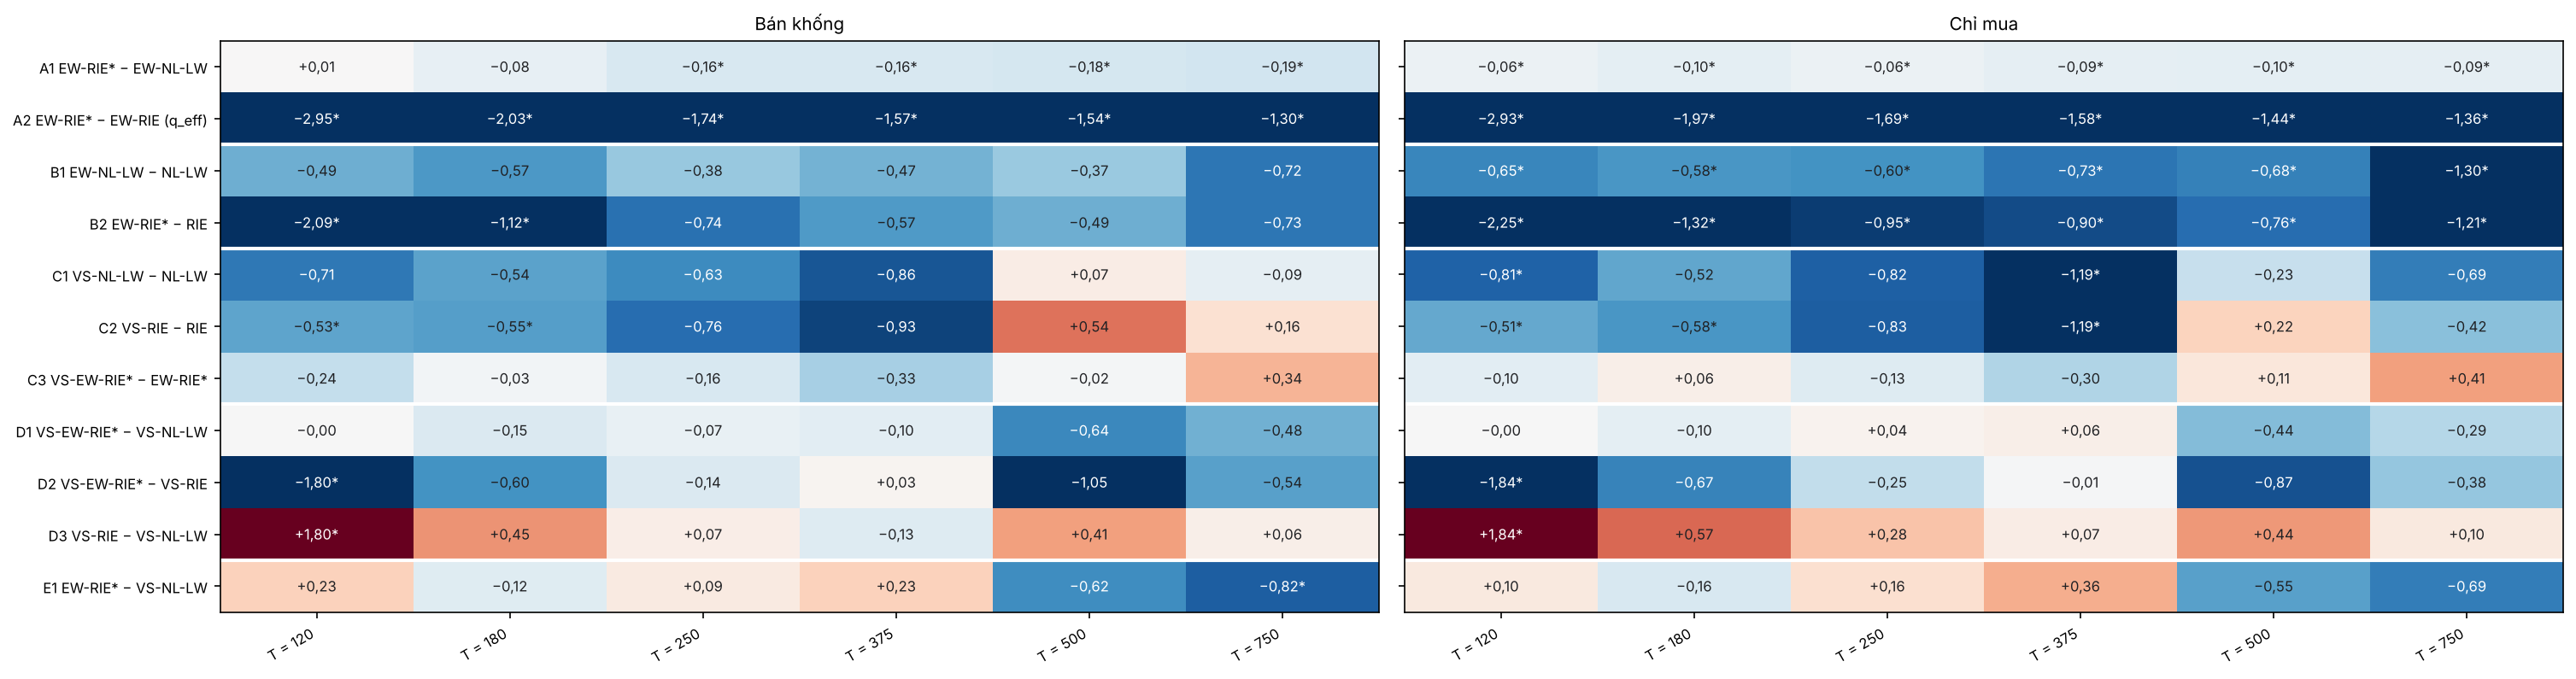 Bán khống Chỉ mua
A1 EW-RIE* − EW-NL-LW +0,01 −0,08 −0,16* −0,16* −0,18* −0,19* −0,06* −0,10* −0,06* −0,09* −0,10* −0,09*
A2 EW-RIE* − EW-RIE (q_eff) −2,95* −2,03* −1,74* −1,57* −1,54* −1,30* −2,93* −1,97* −1,69* −1,58* −1,44* −1,36*
B1 EW-NL-LW − NL-LW −0,49 −0,57 −0,38 −0,47 −0,37 −0,72 −0,65* −0,58* −0,60* −0,73* −0,68* −1,30*
B2 EW-RIE* − RIE −2,09* −1,12* −0,74 −0,57 −0,49 −0,73 −2,25* −1,32* −0,95* −0,90* −0,76* −1,21*
C1 VS-NL-LW − NL-LW −0,71 −0,54 −0,63 −0,86 +0,07 −0,09 −0,81* −0,52 −0,82 −1,19* −0,23 −0,69
C2 VS-RIE − RIE −0,53* −0,55* −0,76 −0,93 +0,54 +0,16 −0,51* −0,58* −0,83 −1,19* +0,22 −0,42
C3 VS-EW-RIE* − EW-RIE* −0,24 −0,03 −0,16 −0,33 −0,02 +0,34 −0,10 +0,06 −0,13 −0,30 +0,11 +0,41
D1 VS-EW-RIE* − VS-NL-LW −0,00 −0,15 −0,07 −0,10 −0,64 −0,48 −0,00 −0,10 +0,04 +0,06 −0,44 −0,29
D2 VS-EW-RIE* − VS-RIE −1,80* −0,60 −0,14 +0,03 −1,05 −0,54 −1,84* −0,67 −0,25 −0,01 −0,87 −0,38
D3 VS-RIE − VS-NL-LW +1,80* +0,45 +0,07 −0,13 +0,41 +0,06 +1,84* +0,57 +0,28 +0,07 +0,44 +0,10
E1 EW-RIE* − VS-NL-LW +0,23 −0,12 +0,09 +0,23 −0,62 −0,82* +0,10 −0,16 +0,16 +0,36 −0,55 −0,69
T = 120 T = 180 T = 250 T = 375 T = 500 T = 750 T = 120 T = 180 T = 250 T = 375 T = 500 T = 750